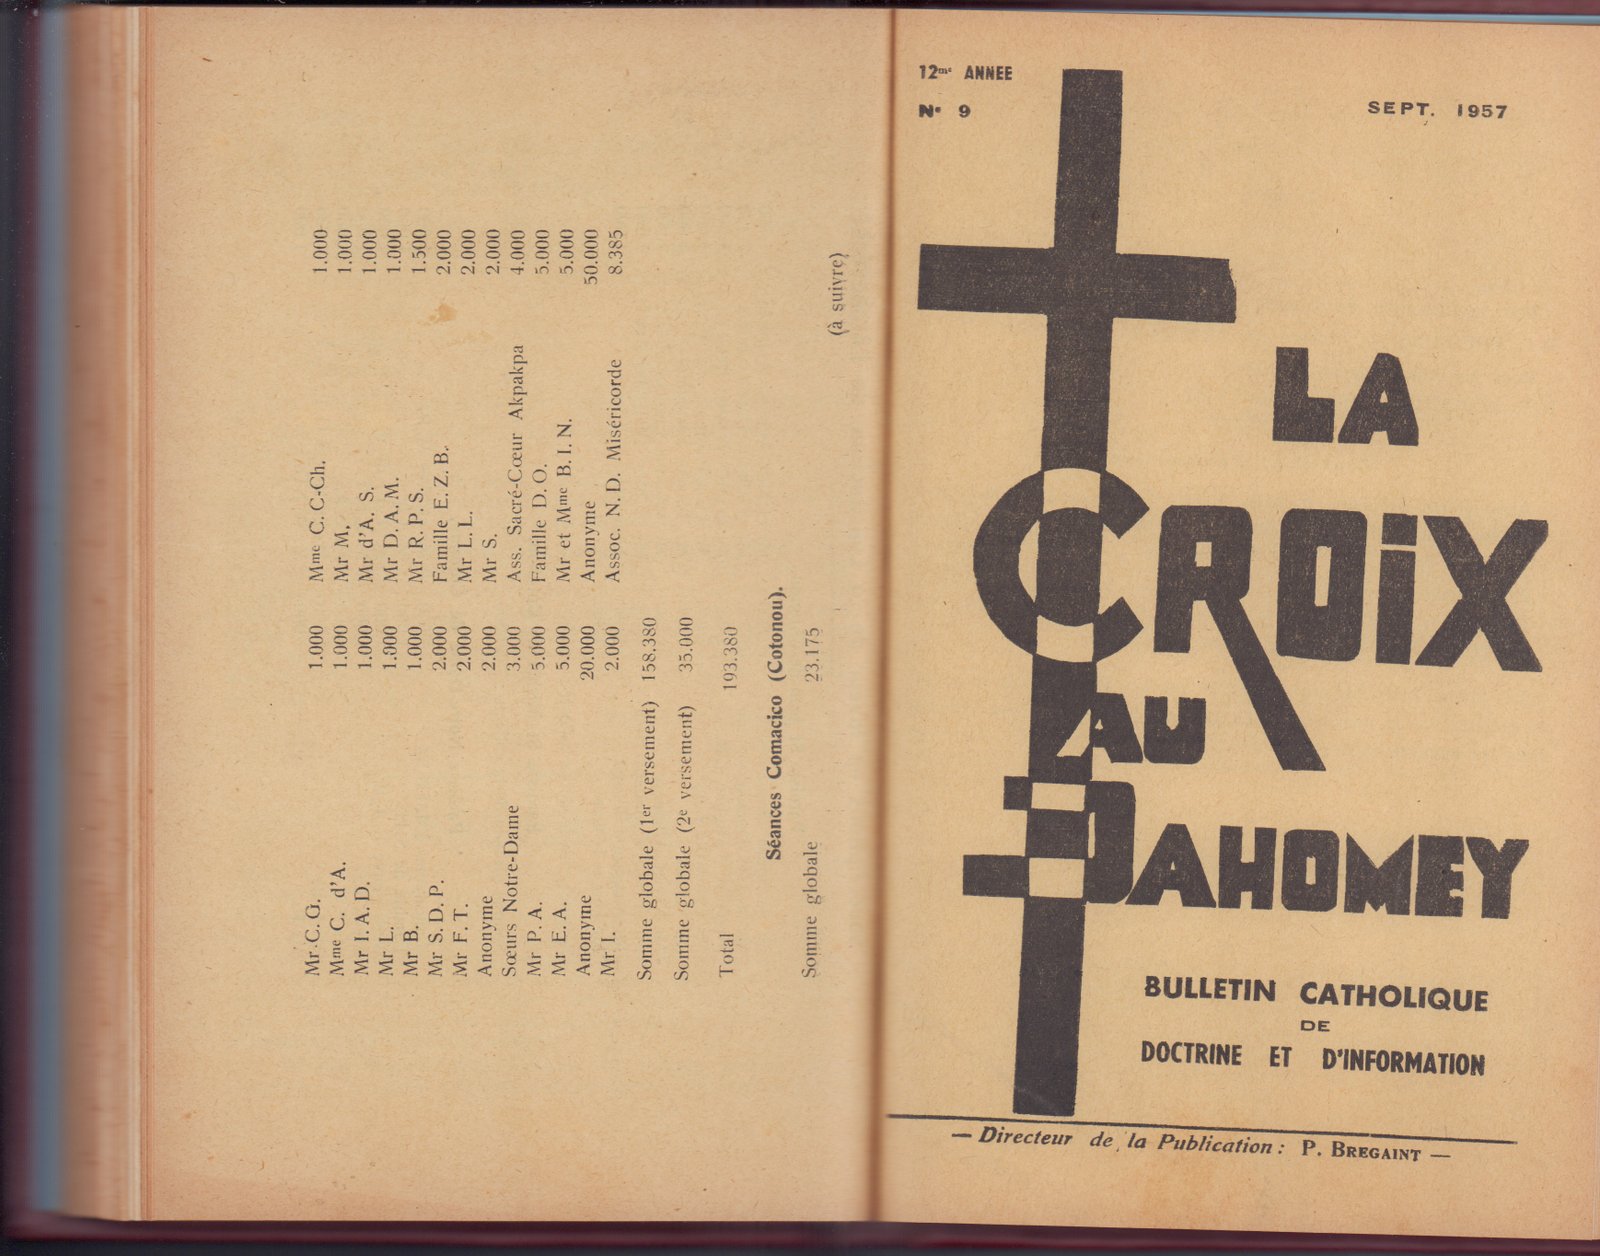 Mr. C. G. 1.000 Mme C. C-Ch. 1.000
Mme C. d'A. 1.000 Mr M. 1.000
Mr I. A. D. 1.000 Mr d'A. S. 1.000
Mr L. 1.000 Mr D. A. M. 1.000
Mr B. 1.000 Mr R. P. S. 1.500
Mr S. D. P. 2.000 Famille E. Z. B. 2.000
Mr F. T. 2.000 Mr L. L. 2.000
Anonyme 2.000 Mr S. 2.000
Sœurs Notre-Dame 3.000 Ass. Sacré-Cœur Akpakpa 4.000
Mr P. A. 5.000 Famille D. O. 5.000
Mr E. A. 5.000 Mr et Mme B. I. N. 5.000
Anonyme 20.000 Anonyme 50.000
Mr I. 2.000 Assoc. N. D. Miséricorde 8.385
Somme globale (1er versement) 158.380
Somme globale (2e versement) 35.000
Total 193.380
Séances Comacico (Cotonou).
Somme globale 23.175
(à suivre)
12me ANNEE
N° 9 SEPT. 1957
LA
CROiX
AU
DAHOMEY
BULLETIN CATHOLIQUE
DE
DOCTRINE ET D'INFORMATION
— Directeur de la Publication : P. BREGAINT —